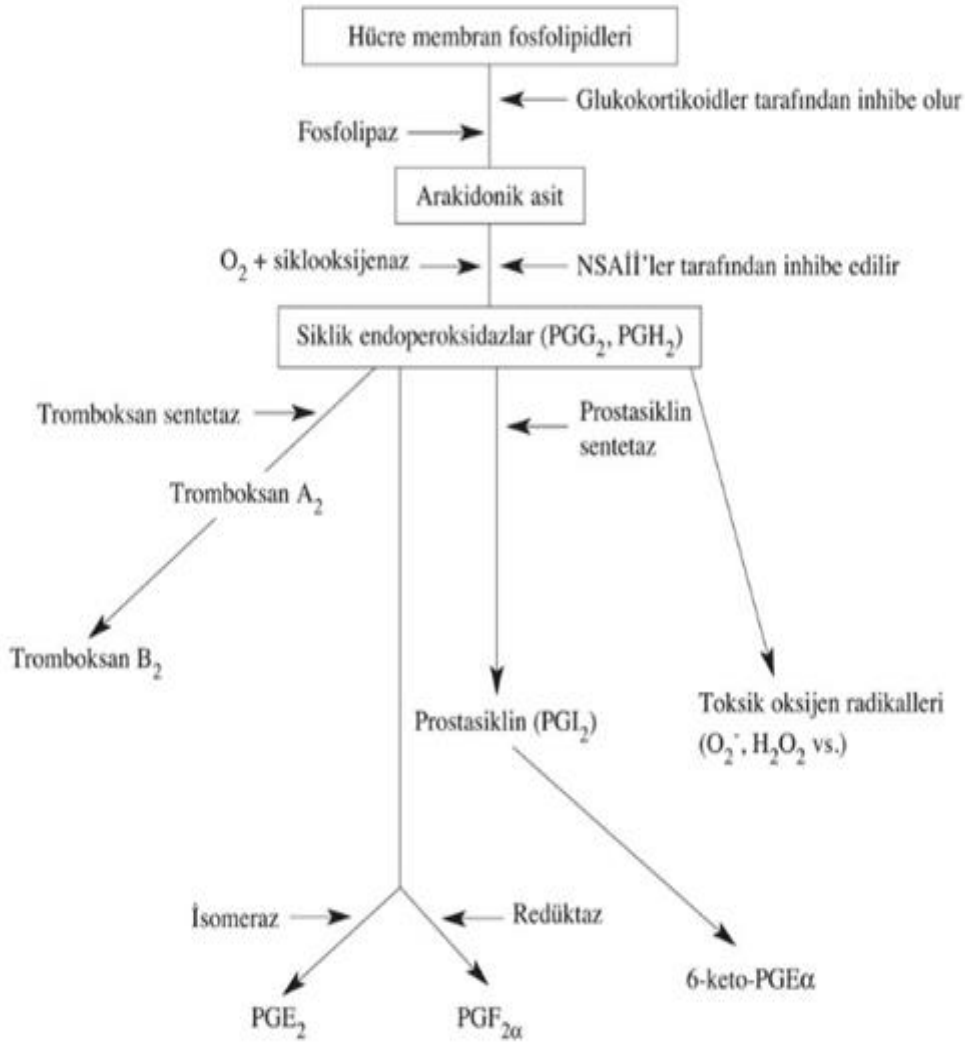 Hücre membran fosfolipidleri
Glukokortikoidler tarafından inhibe olur
Fosfolipaz
Arakidonik asit
O₂ + siklooksijenaz
NSAİİ'ler tarafından inhibe edilir
Siklik endoperoksidazlar (PGG₂, PGH₂)
Tromboksan sentetaz
Prostasiklin
sentetaz
Tromboksan A₂
Tromboksan B₂
Prostasiklin (PGI₂)
Toksik oksijen radikalleri
(O₂⁻, H₂O₂ vs.)
İsomeraz
Redüktaz
6-keto-PGEα
PGE₂
PGF₂α